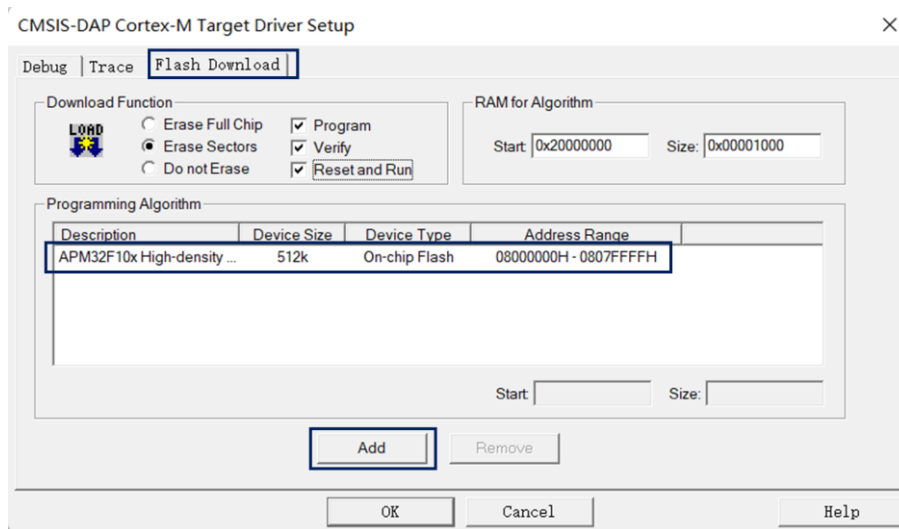 CMSIS-DAP Cortex-M Target Driver Setup
Debug Trace Flash Download
Download Function
LOAD
Erase Full Chip
Erase Sectors
Do not Erase
Program
Verify
Reset and Run
RAM for Algorithm
Start: 0x20000000 Size: 0x00001000
Programming Algorithm
Description Device Size Device Type Address Range
APM32F10x High-density ... 512k On-chip Flash 08000000H - 0807FFFFH
Start: Size:
Add Remove
OK Cancel Help